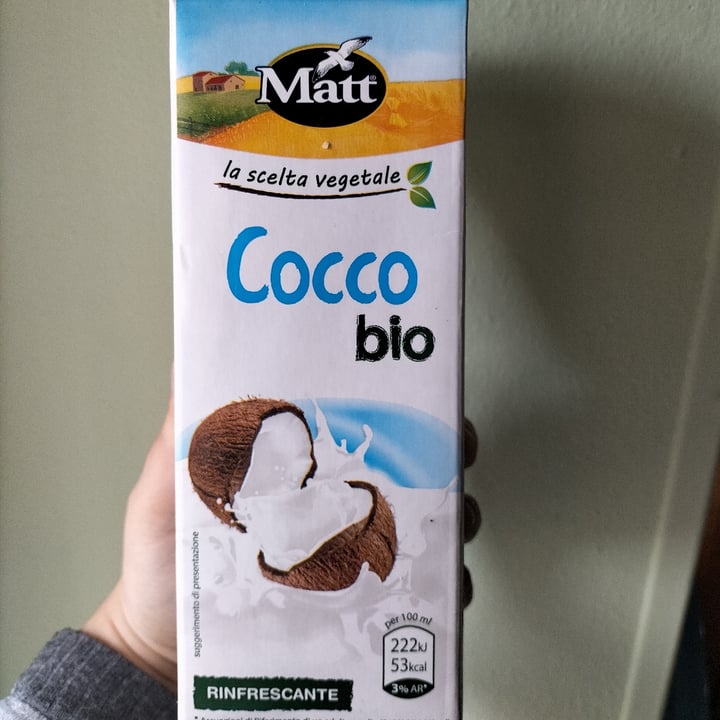 Matt®
la scelta vegetale
Cocco
bio
suggerimento di presentazione
per 100 ml
222kJ
53kcal
3% AR*
RINFRESCANTE